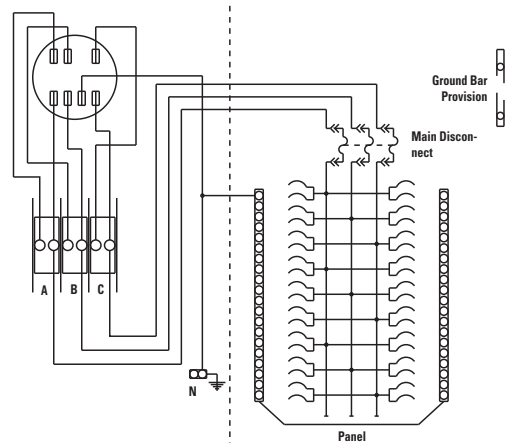 Ground Bar
Provision
Main Discon-
nect
A
B
C
N
Panel